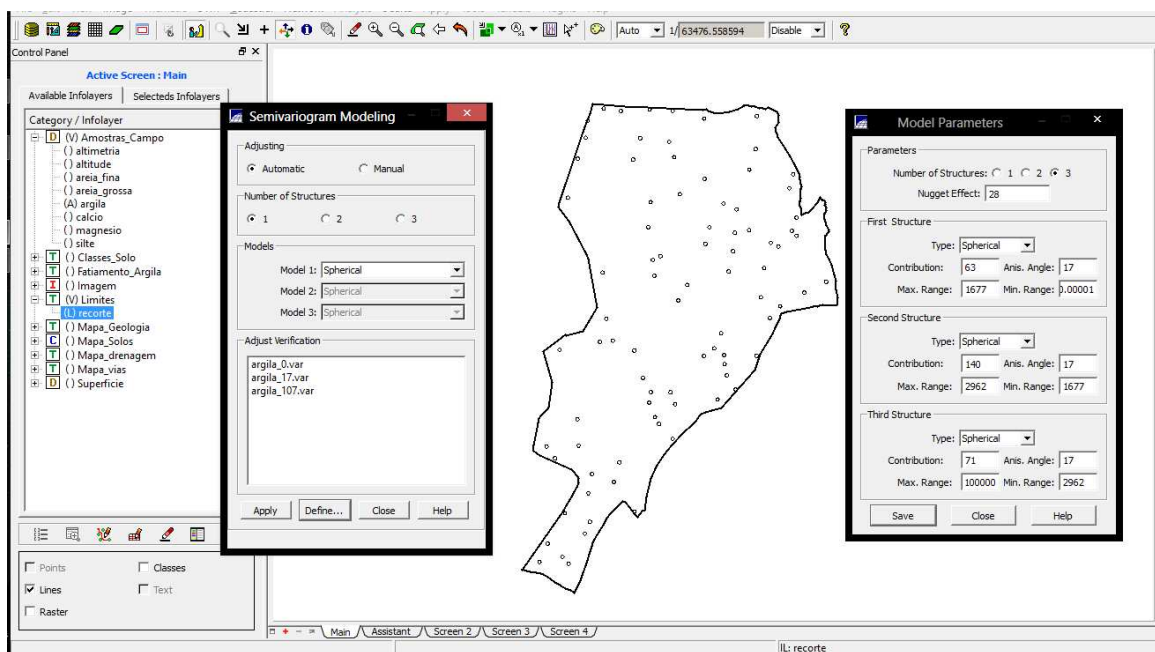 Auto
1/
63476.558594
Disable
Control Panel
Active Screen : Main
Available Infolayers
Selecteds Infolayers
Category / Infolayer
D (V) Amostras_Campo
() altimetria
() altitude
() areia_fina
() areia_grossa
(A) argila
() calcio
() magnesio
() silte
T () Classes_Solo
T () Fatiamento_Argila
I () Imagem
T (V) Limites
(L) recorte
T () Mapa_Geologia
C () Mapa_Solos
T () Mapa_drenagem
T () Mapa_vias
D () Superficie
Points
Classes
Lines
Text
Raster
Semivariogram Modeling
Adjusting
Automatic
Manual
Number of Structures
1
2
3
Models
Model 1: Spherical
Model 2: Spherical
Model 3: Spherical
Adjust Verification
argila_0.var
argila_17.var
argila_107.var
Apply
Define...
Close
Help
Model Parameters
Parameters
Number of Structures: 1 2 3
Nugget Effect: 28
First Structure
Type: Spherical
Contribution: 63 Anis. Angle: 17
Max. Range: 1677 Min. Range: 0.00001
Second Structure
Type: Spherical
Contribution: 140 Anis. Angle: 17
Max. Range: 2962 Min. Range: 1677
Third Structure
Type: Spherical
Contribution: 71 Anis. Angle: 17
Max. Range: 100000 Min. Range: 2962
Save
Close
Help
Main
Assistant
Screen 2
Screen 3
Screen 4
IL: recorte